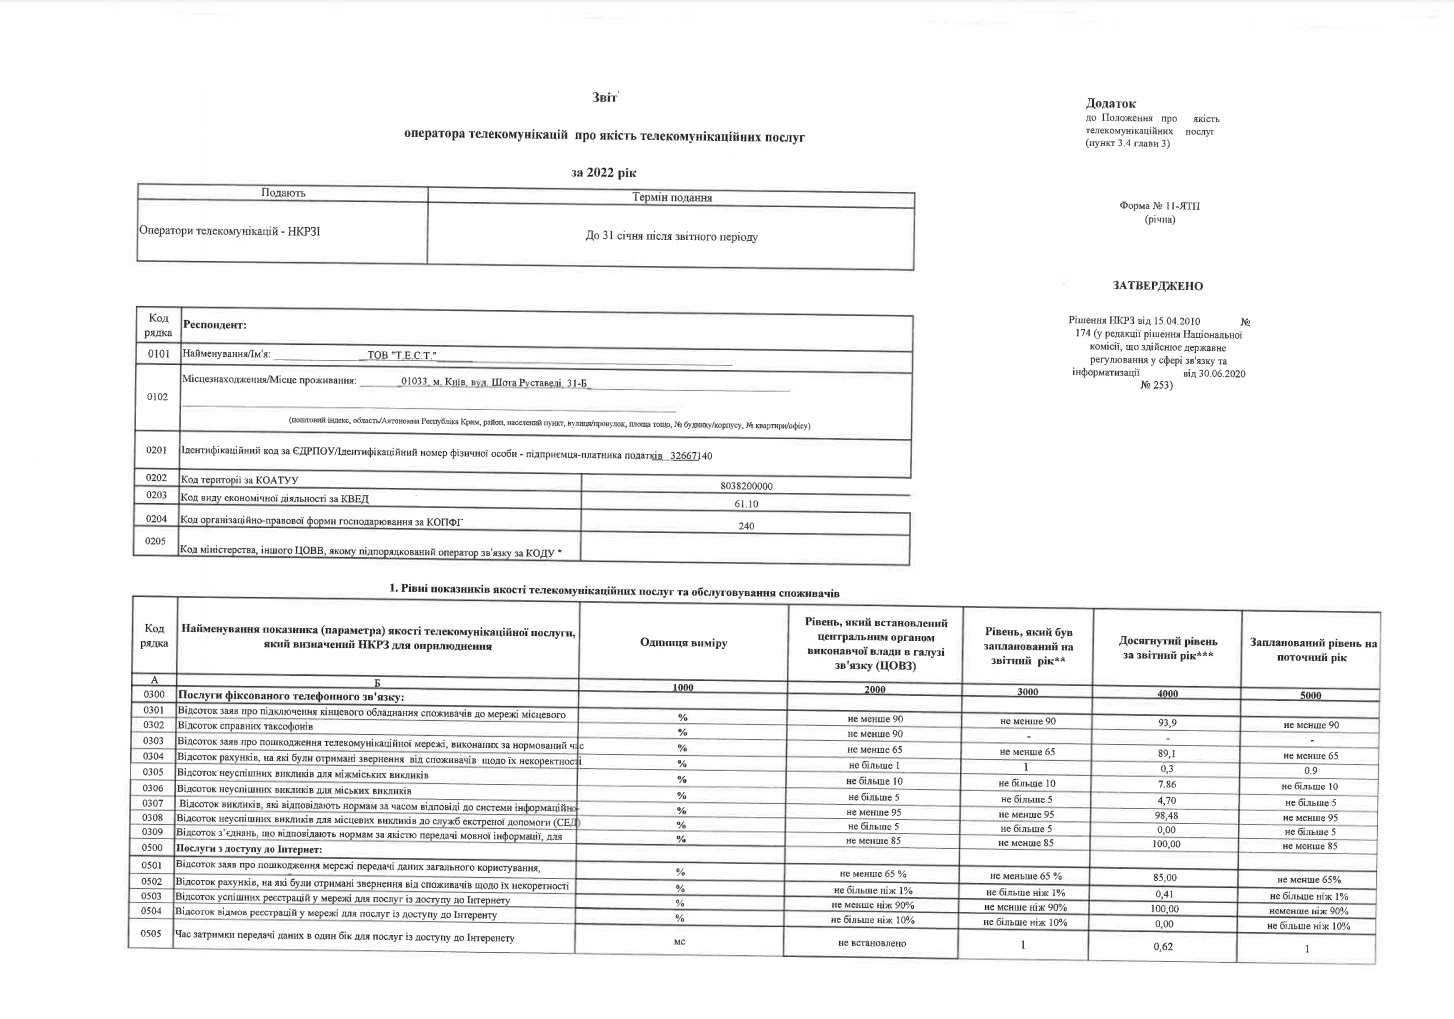 Звіт
оператора телекомунікацій про якість телекомунікаційних послуг
за 2022 рік
Додаток
до Положення про якість
телекомунікаційних послуг
(пункт 3.4 глави 3)
Форма № 11-ЯТП
(річна)
ЗАТВЕРДЖЕНО
Рішення НКРЗ від 15.04.2010 №
174 (у редакції рішення Національної
комісії, що здійснює державне
регулювання у сфері зв'язку та
інформатизації від 30.06.2020
№ 253)
Подають Термін подання
Оператори телекомунікацій - НКРЗІ До 31 січня після звітного періоду
Код рядка Респондент:
0101 Найменування/Ім'я: ТОВ "Т.Е.С.Т."
0102 Місцезнаходження/Місце проживання: 01033, м. Київ, вул. Шота Руставелі, 31-Б
(поштовий індекс, область/Автономна Республіка Крим, район, населений пункт, вулиця/провулок, площа тощо, № будинку/корпусу, № квартири/офісу)
0201 Ідентифікаційний код за ЄДРПОУ/Ідентифікаційний номер фізичної особи - підприємця-платника податків 32667140
0202 Код території за КОАТУУ 8038200000
0203 Код виду економічної діяльності за КВЕД 61.10
0204 Код організаційно-правової форми господарювання за КОПФГ 240
0205 Код міністерства, іншого ЦОВВ, якому підпорядкований оператор зв'язку за КОДУ *
1. Рівні показників якості телекомунікаційних послуг та обслуговування споживачів
Код рядка Найменування показника (параметра) якості телекомунікаційної послуги, який визначений НКРЗ для оприлюднення Одиниця виміру Рівень, який встановлений центральним органом виконавчої влади в галузі зв'язку (ЦОВЗ) Рівень, який був запланований на звітний рік** Досягнутий рівень за звітний рік*** Запланований рівень на поточний рік
А Б 1000 2000 3000 4000 5000
0300 Послуги фіксованого телефонного зв'язку:
0301 Відсоток заяв про підключення кінцевого обладнання споживачів до мережі місцевого % не менше 90 не менше 90 93,9 не менше 90
0302 Відсоток справних таксофонів % не менше 90 - - -
0303 Відсоток заяв про пошкодження телекомунікаційної мережі, виконаних за нормований час % не менше 65 не менше 65 89,1 не менше 65
0304 Відсоток рахунків, на які були отримані звернення від споживачів щодо їх некоректності % не більше 1 1 0,3 0.9
0305 Відсоток неуспішних викликів для міжміських викликів % не більше 10 не більше 10 7.86 не більше 10
0306 Відсоток неуспішних викликів для міських викликів % не більше 5 не більше 5 4,70 не більше 5
0307 Відсоток викликів, які відповідають нормам за часом відповіді до системи інформаційно- % не менше 95 не менше 95 98,48 не менше 95
0308 Відсоток неуспішних викликів для місцевих викликів до служб екстреної допомоги (СЕД) % не більше 5 не більше 5 0,00 не більше 5
0309 Відсоток з'єднань, що відповідають нормам за якістю передачі мовної інформації, для % не менше 85 не менше 85 100,00 не менше 85
0500 Послуги з доступу до Інтернет:
0501 Відсоток заяв про пошкодження мережі передачі даних загального користування, % не менше 65 % не меньше 65 % 85,00 не менше 65%
0502 Відсоток рахунків, на які були отримані звернення від споживачів щодо їх некоретності % не більше ніж 1% не більше ніж 1% 0,41 не більше ніж 1%
0503 Відсоток успішних реєстрацій у мережі для послуг із доступу до Інтернету % не менше ніж 90% не менше ніж 90% 100,00 неменше ніж 90%
0504 Відсоток відмов реєстрацій у мережі для послуг із доступу до Інтеренту % не більше ніж 10% не більше ніж 10% 0,00 не більше ніж 10%
0505 Час затримки передачі даних в один бік для послуг із доступу до Інтеренету мс не встановлено 1 0,62 1